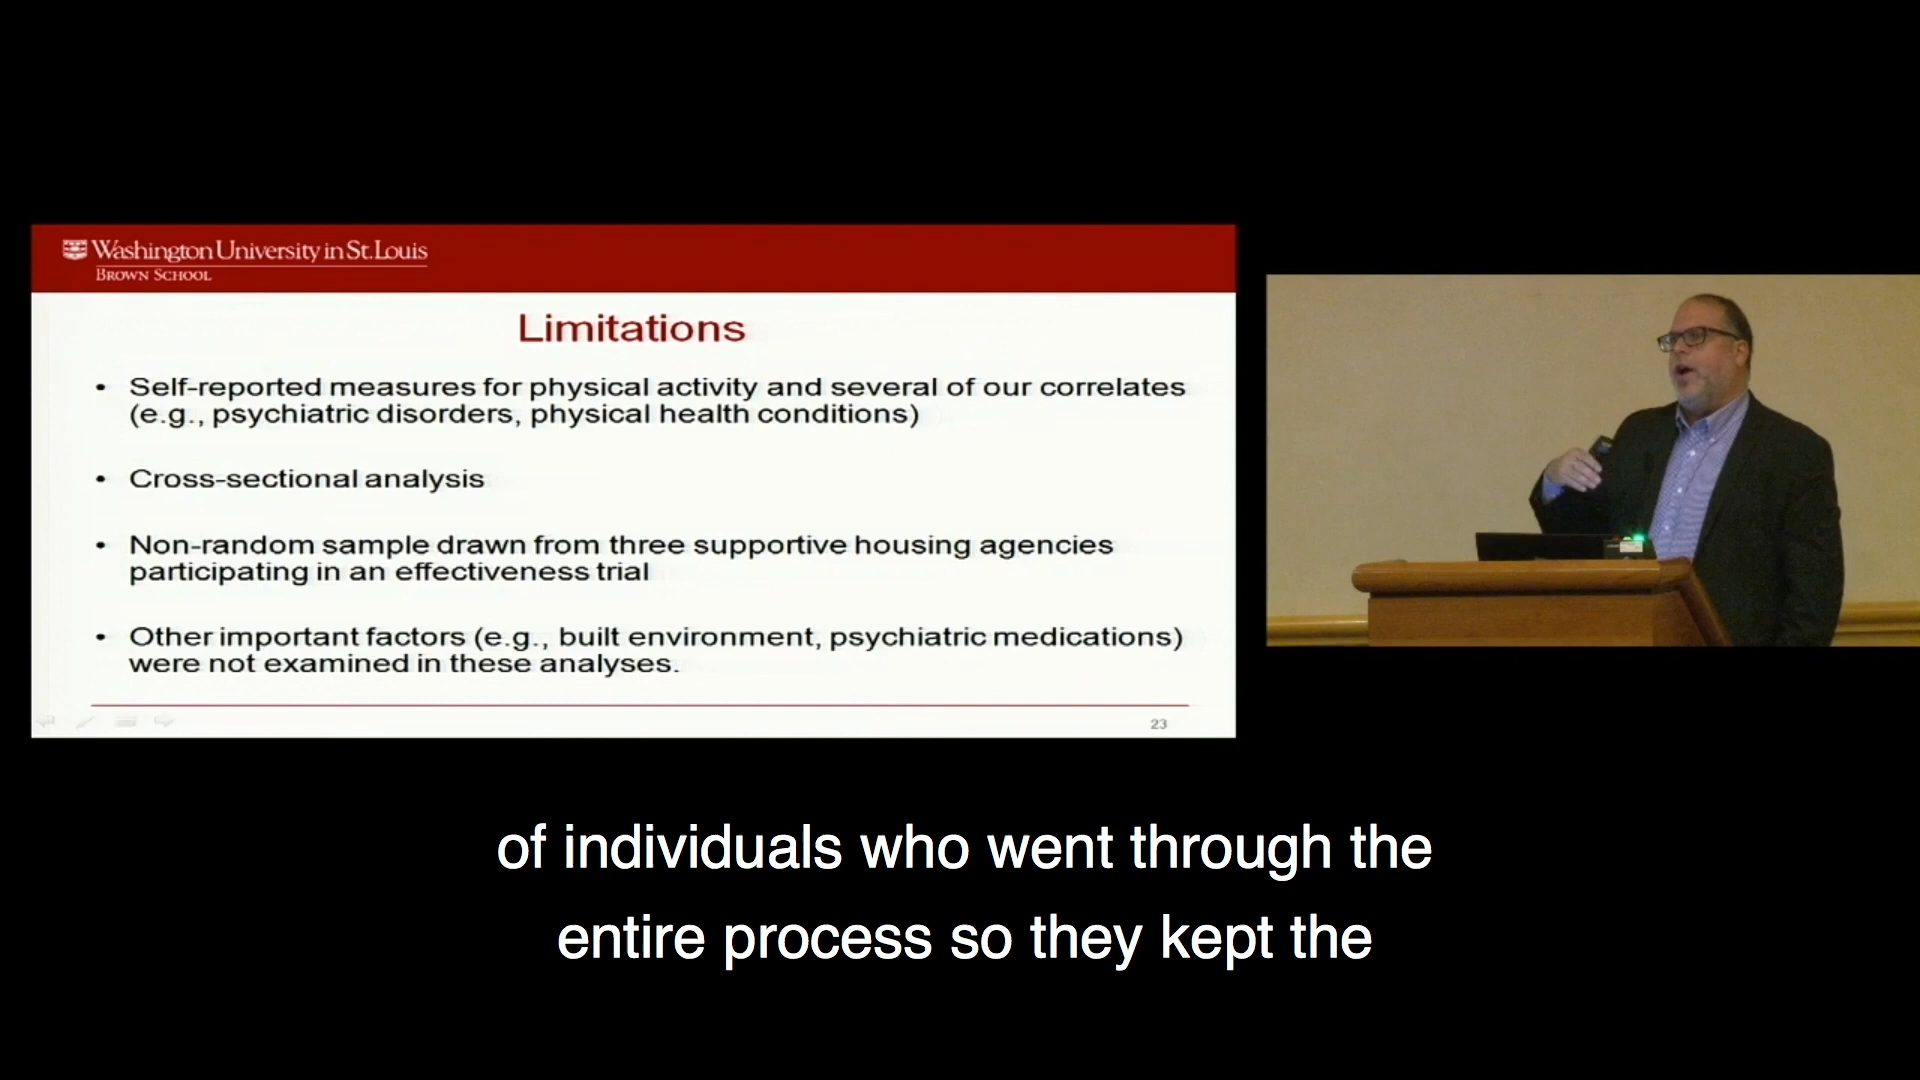 Washington University in St. Louis
BROWN SCHOOL
Limitations
• Self-reported measures for physical activity and several of our correlates
(e.g., psychiatric disorders, physical health conditions)
• Cross-sectional analysis
• Non-random sample drawn from three supportive housing agencies
participating in an effectiveness trial
• Other important factors (e.g., built environment, psychiatric medications)
were not examined in these analyses.
23
of individuals who went through the
entire process so they kept the